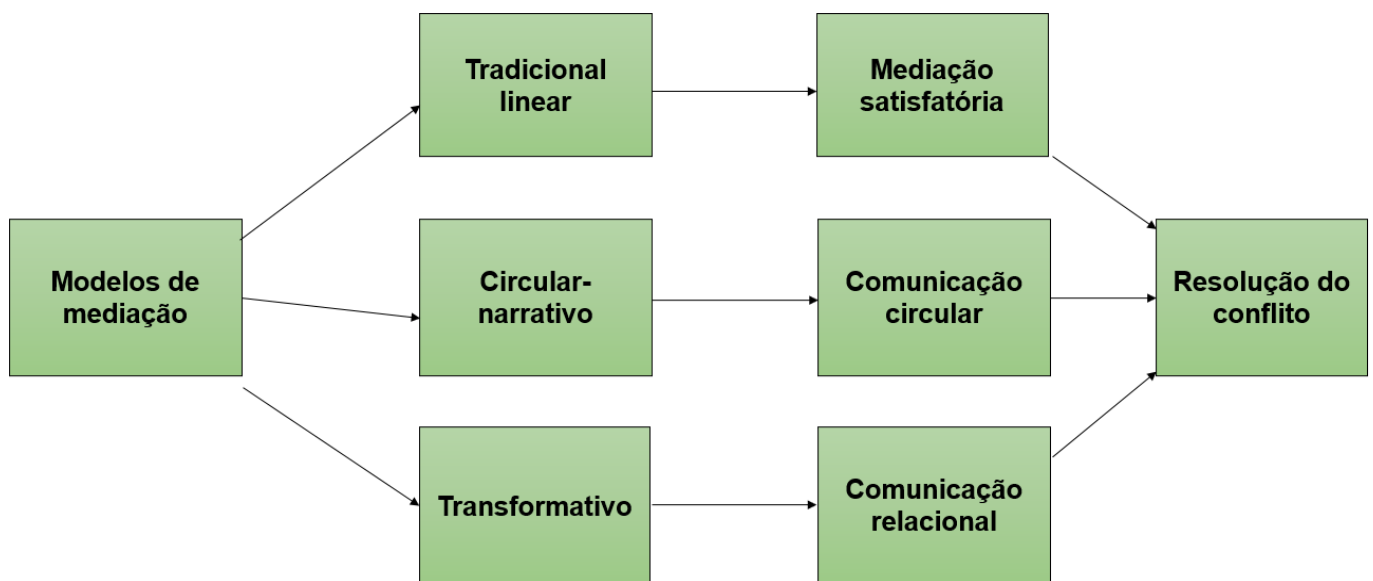 Tradicional
linear
Mediação
satisfatória
Modelos de
mediação
Circular-
narrativo
Comunicação
circular
Resolução do
conflito
Transformativo
Comunicação
relacional